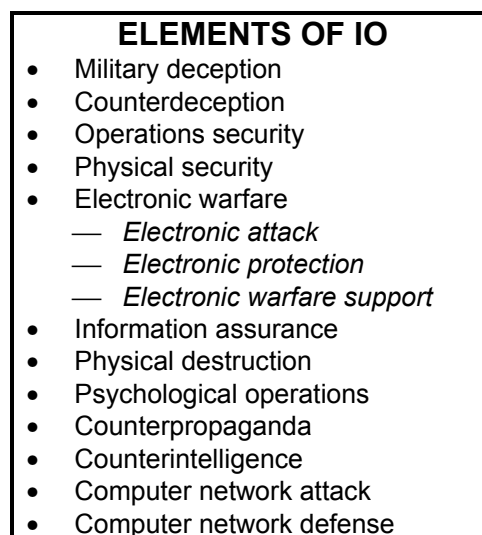 ELEMENTS OF IO
• Military deception
• Counterdeception
• Operations security
• Physical security
• Electronic warfare
— Electronic attack
— Electronic protection
— Electronic warfare support
• Information assurance
• Physical destruction
• Psychological operations
• Counterpropaganda
• Counterintelligence
• Computer network attack
• Computer network defense